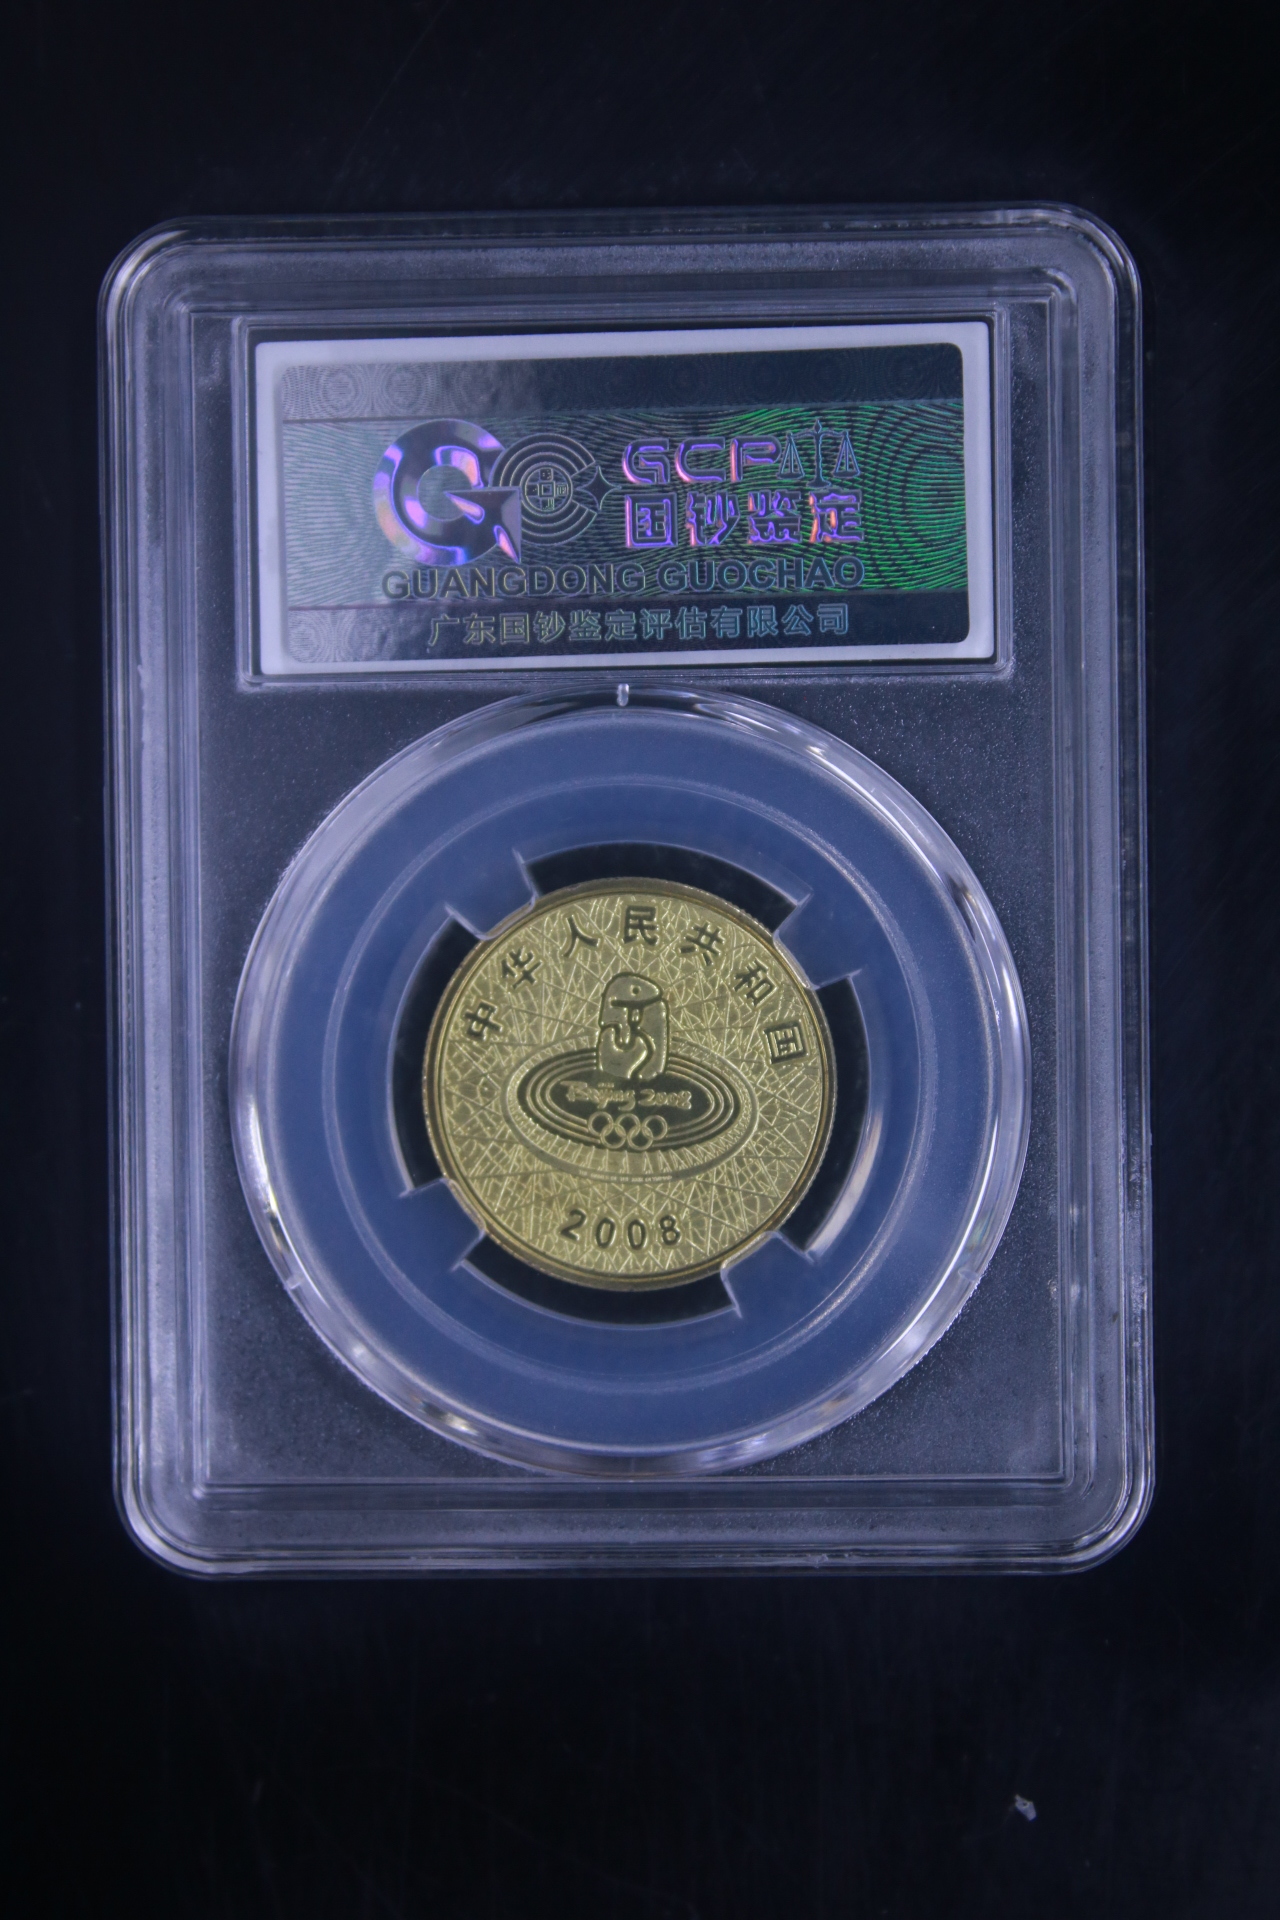 GCP
国钞鉴定
GUANGDONG GUOCHAO
广东国钞鉴定评估有限公司
中华人民共和国
Beijing 2008
2008